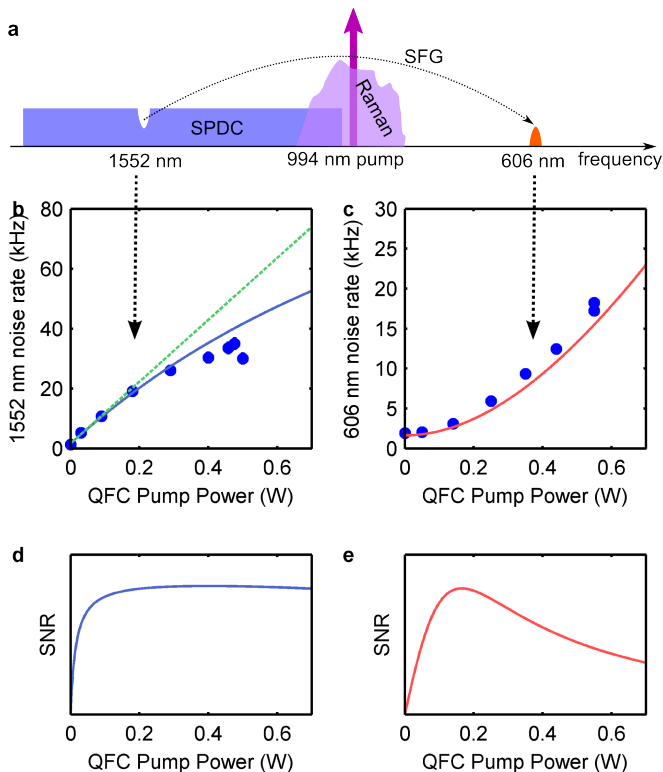 a
SFG
Raman
SPDC
1552 nm
994 nm pump
606 nm
frequency
b
80
60
40
20
0
1552 nm noise rate (kHz)
0
0.2
0.4
0.6
QFC Pump Power (W)
c
30
25
20
15
10
5
0
606 nm noise rate (kHz)
0
0.2
0.4
0.6
QFC Pump Power (W)
d
SNR
0
0.2
0.4
0.6
QFC Pump Power (W)
e
SNR
0
0.2
0.4
0.6
QFC Pump Power (W)